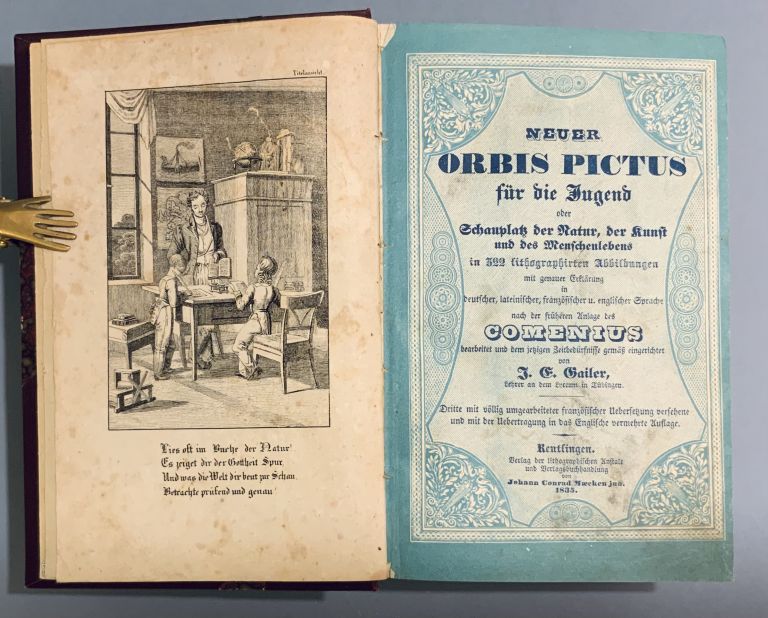 Titelansicht
Lies oft im Buche der Natur!
Es zeiget dir der Gottheit Spur,
Und was die Welt dir beut zur Schau,
Betrachte prüfend und genau!
NEUER
ORBIS PICTUS
für die Jugend
oder
Schauplatz der Natur, der Kunst
und des Menschenlebens
in 322 lithographirten Abbildungen
mit genauer Erklärung
in
deutscher, lateinischer, französischer u. englischer Sprache
nach der früheren Anlage des
COMENIUS
bearbeitet und dem jetzigen Zeitbedürfnisse gemäß eingerichtet
von
J. E. Gailer,
Lehrer an dem Lyceum in Tübingen.
Dritte mit völlig umgearbeiteter französischer Uebersetzung versehene
und mit der Uebertragung in das Englische vermehrte Auflage.
Reutlingen.
Verlag der lithographischen Anstalt
und Verlagsbuchhandlung
von
Johann Conrad Mæcken jun.
1835.